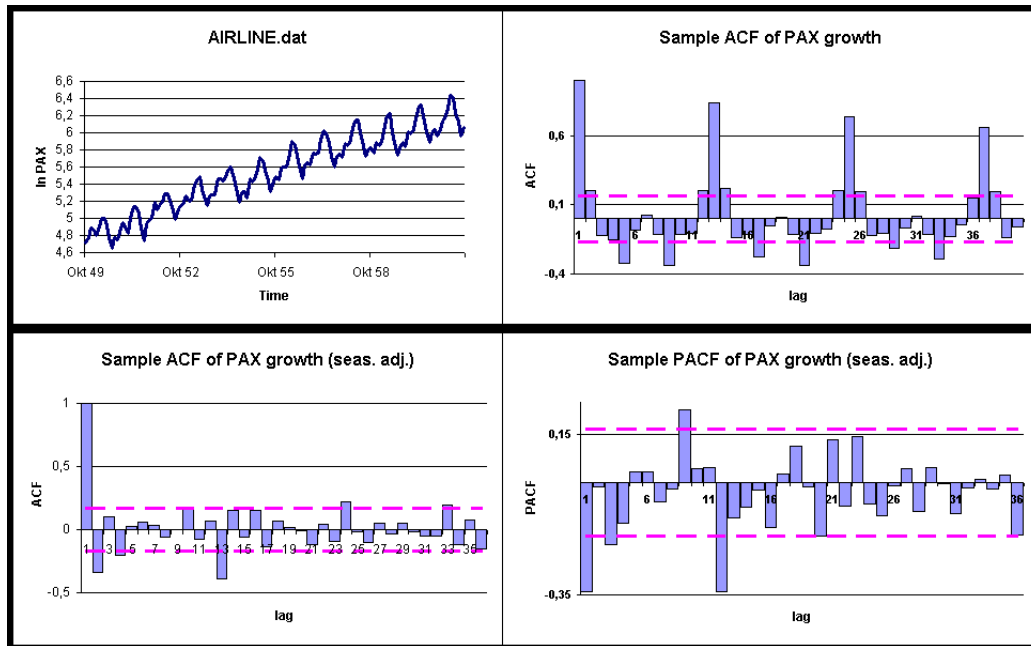 AIRLINE.dat
ln PAX
6,6
6,4
6,2
6
5,8
5,6
5,4
5,2
5
4,8
4,6
Okt 49 Okt 52 Okt 55 Okt 58
Time
Sample ACF of PAX growth
ACF
0,6
0,1
-0,4
1 6 11 16 21 26 31 36
lag
Sample ACF of PAX growth (seas. adj.)
ACF
1
0,5
0
-0,5
1 3 5 7 9 11 13 15 17 19 21 23 25 27 29 31 33 35
lag
Sample PACF of PAX growth (seas. adj.)
PACF
0,15
-0,35
1 6 11 16 21 26 31 36
lag